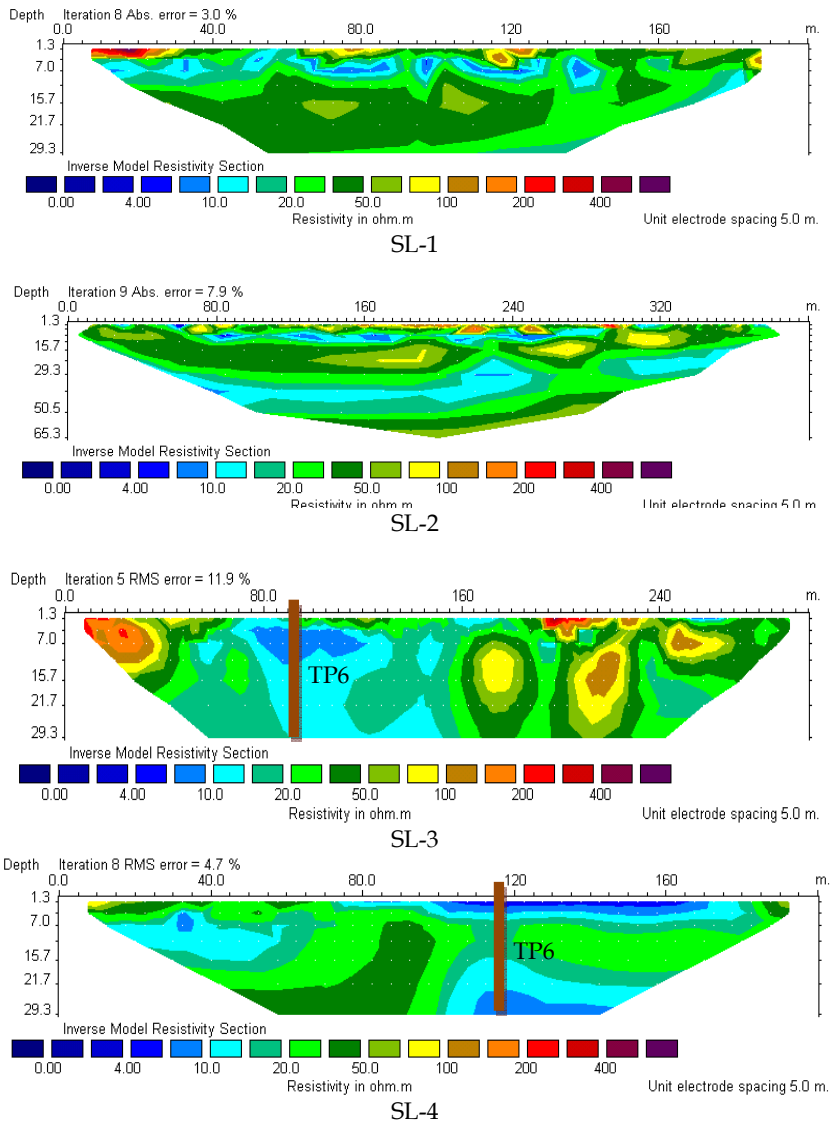 Depth Iteration 8 Abs. error = 3.0 %
0.0 40.0 80.0 120 160 m.
1.3
7.0
15.7
21.7
29.3
Inverse Model Resistivity Section
0.00 4.00 10.0 20.0 50.0 100 200 400
Resistivity in ohm.m Unit electrode spacing 5.0 m.
SL-1
Depth Iteration 9 Abs. error = 7.9 %
0.0 80.0 160 240 320 m.
1.3
15.7
29.3
50.5
65.3
Inverse Model Resistivity Section
0.00 4.00 10.0 20.0 50.0 100 200 400
Resistivity in ohm.m Unit electrode spacing 5.0 m.
SL-2
Depth Iteration 5 RMS error = 11.9 %
0.0 80.0 160 240 m.
1.3
7.0
TP6
15.7
21.7
29.3
Inverse Model Resistivity Section
0.00 4.00 10.0 20.0 50.0 100 200 400
Resistivity in ohm.m Unit electrode spacing 5.0 m.
SL-3
Depth Iteration 8 RMS error = 4.7 %
0.0 40.0 80.0 120 160 m.
1.3
7.0
TP6
15.7
21.7
29.3
Inverse Model Resistivity Section
0.00 4.00 10.0 20.0 50.0 100 200 400
Resistivity in ohm.m Unit electrode spacing 5.0 m.
SL-4